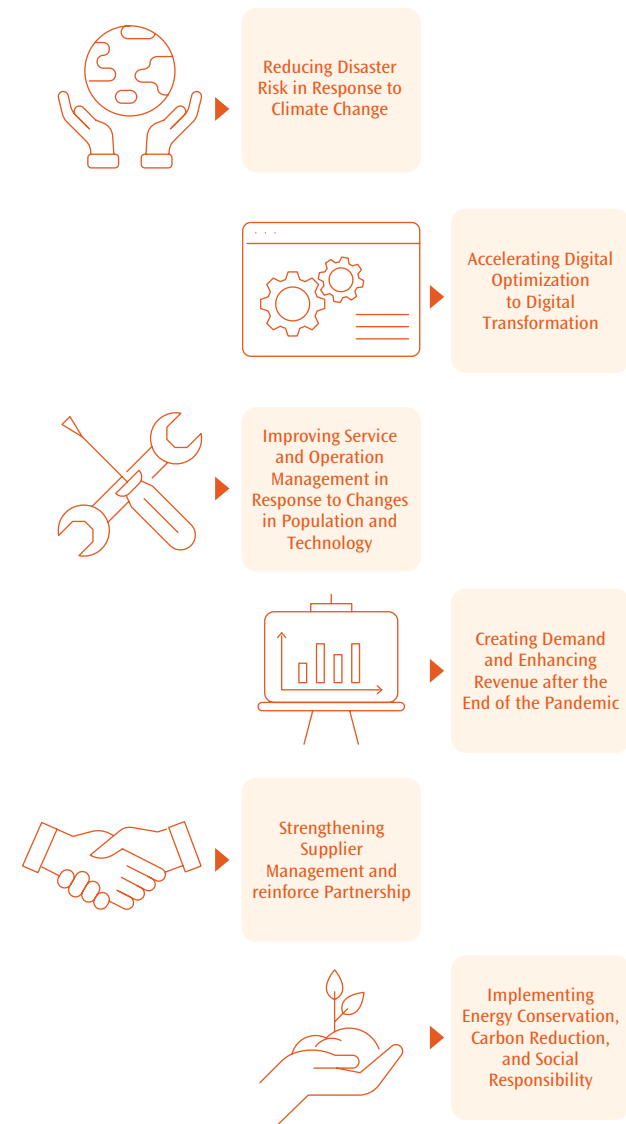 Reducing Disaster
Risk in Response to
Climate Change
Accelerating Digital
Optimization
to Digital
Transformation
Improving Service
and Operation
Management in
Response to Changes
in Population and
Technology
Creating Demand
and Enhancing
Revenue after the
End of the Pandemic
Strengthening
Supplier
Management and
reinforce Partnership
Implementing
Energy Conservation,
Carbon Reduction,
and Social
Responsibility